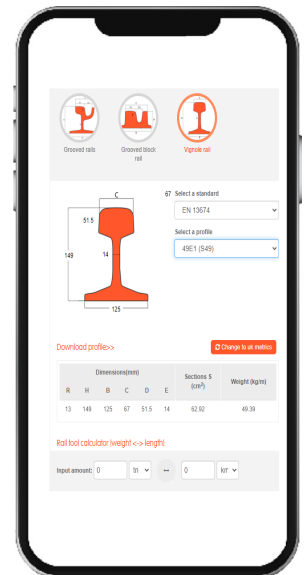 Grooved rails
Grooved block rail
Vignole rail
C
67
51.5
149
14
125
Select a standard
EN 13674
Select a profile
49E1 (S49)
Download profile>>
Change to uk metrics
Dimensions(mm)
Sections S (cm²)
Weight (kg/m)
R H B C D E
13 149 125 67 51.5 14 62.92 49.39
Rail tool calculator (weight <-> length)
Input amount: 0 tn ↔ 0 km